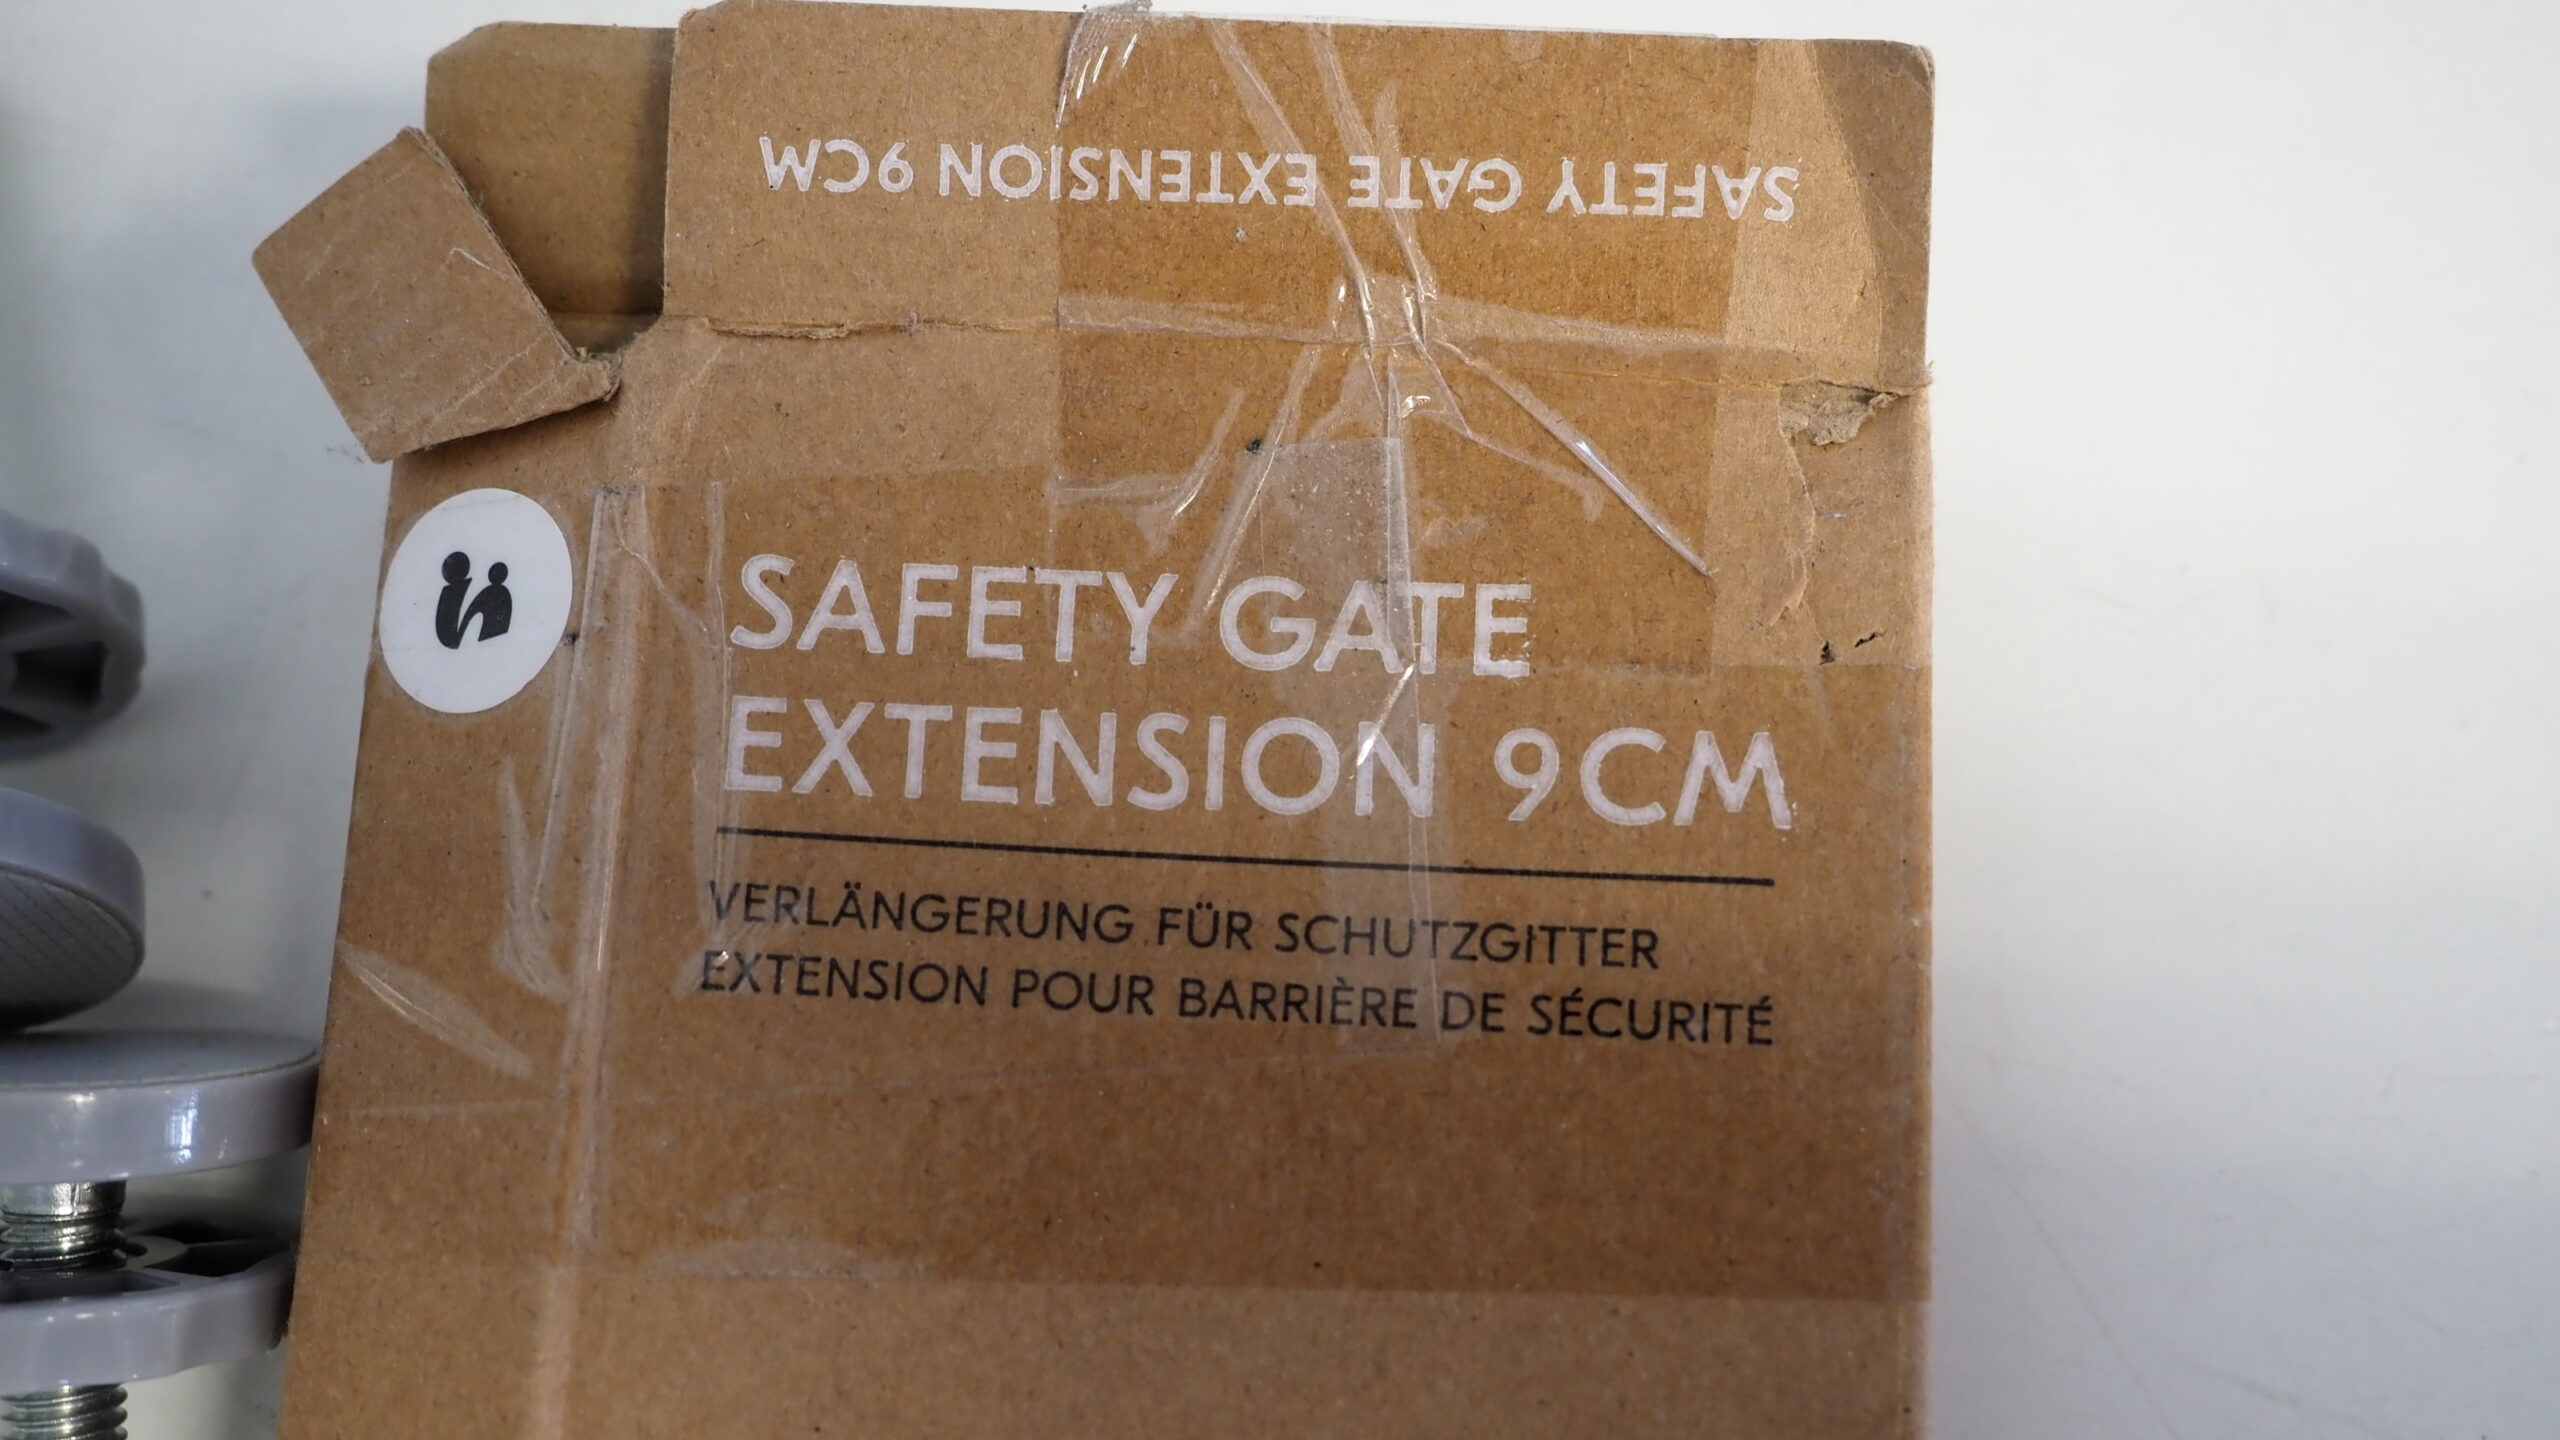 SAFETY GATE EXTENSION 9CM
SAFETY GATE
EXTENSION 9CM
VERLÄNGERUNG FÜR SCHUTZGITTER
EXTENSION POUR BARRIÈRE DE SÉCURITÉ